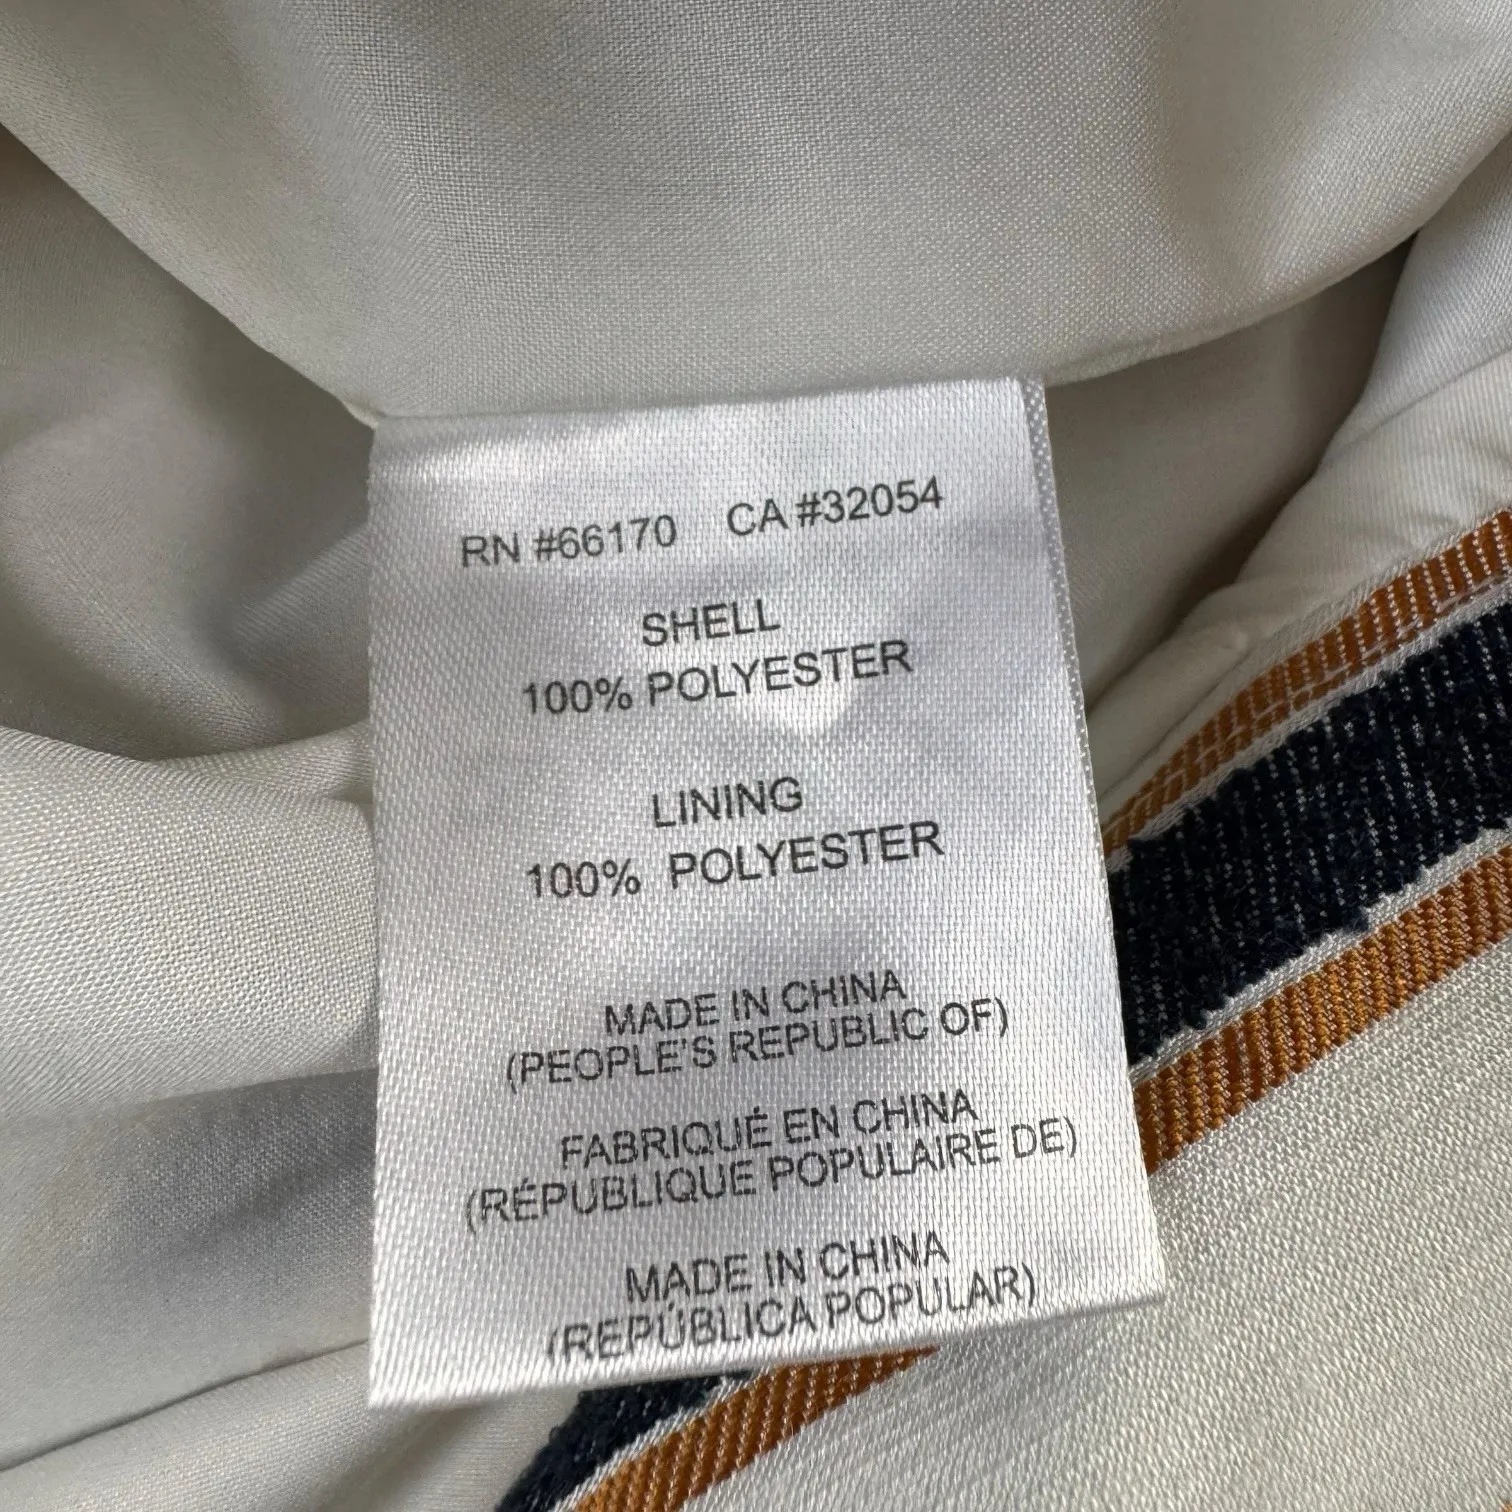 RN #66170 CA #32054
SHELL
100% POLYESTER
LINING
100% POLYESTER
MADE IN CHINA
(PEOPLE'S REPUBLIC OF)
FABRIQUÉ EN CHINA
(RÉPUBLIQUE POPULAIRE DE)
MADE IN CHINA
(REPÚBLICA POPULAR)